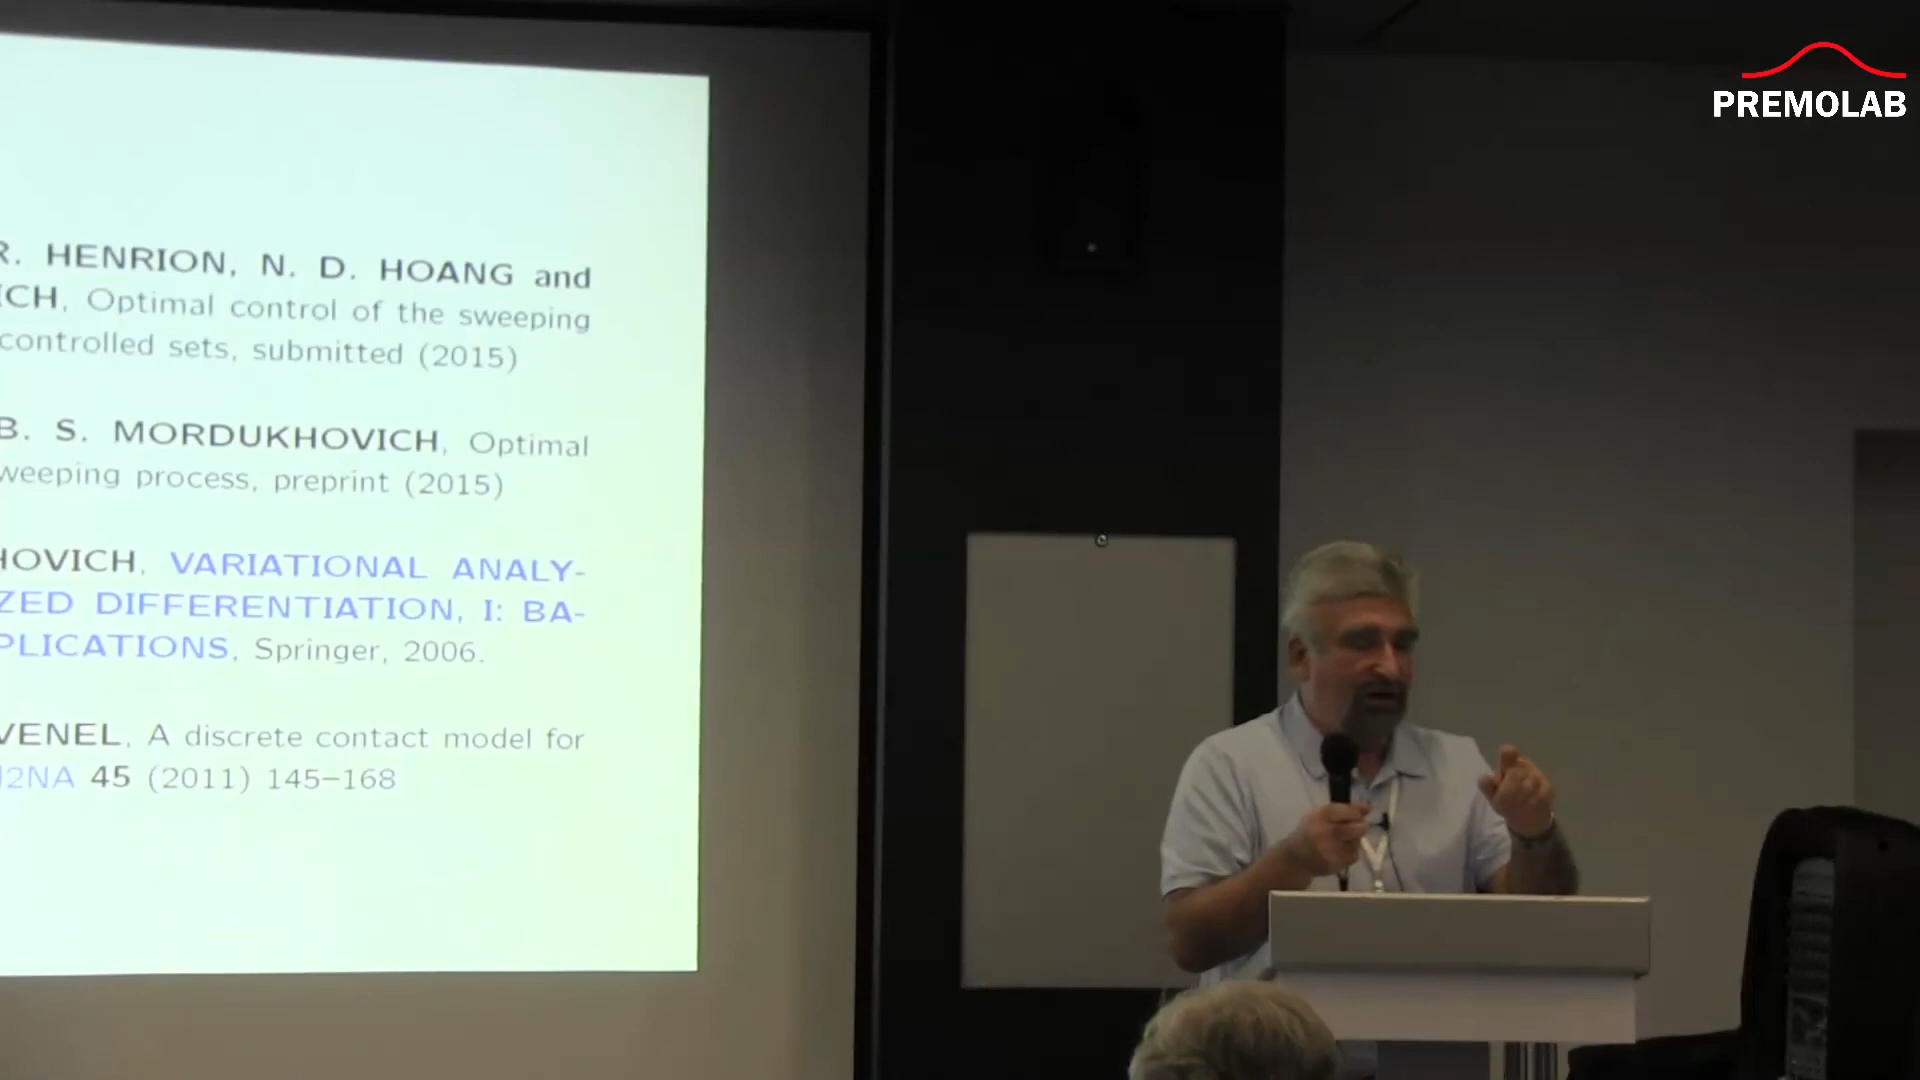 PREMOLAB
R. HENRION, N. D. HOANG and
ICH, Optimal control of the sweeping
controlled sets, submitted (2015)
B. S. MORDUKHOVICH, Optimal
weeping process, preprint (2015)
HOVICH, VARIATIONAL ANALY-
ZED DIFFERENTIATION, I: BA-
PLICATIONS, Springer, 2006.
VENEL, A discrete contact model for
2NA 45 (2011) 145–168